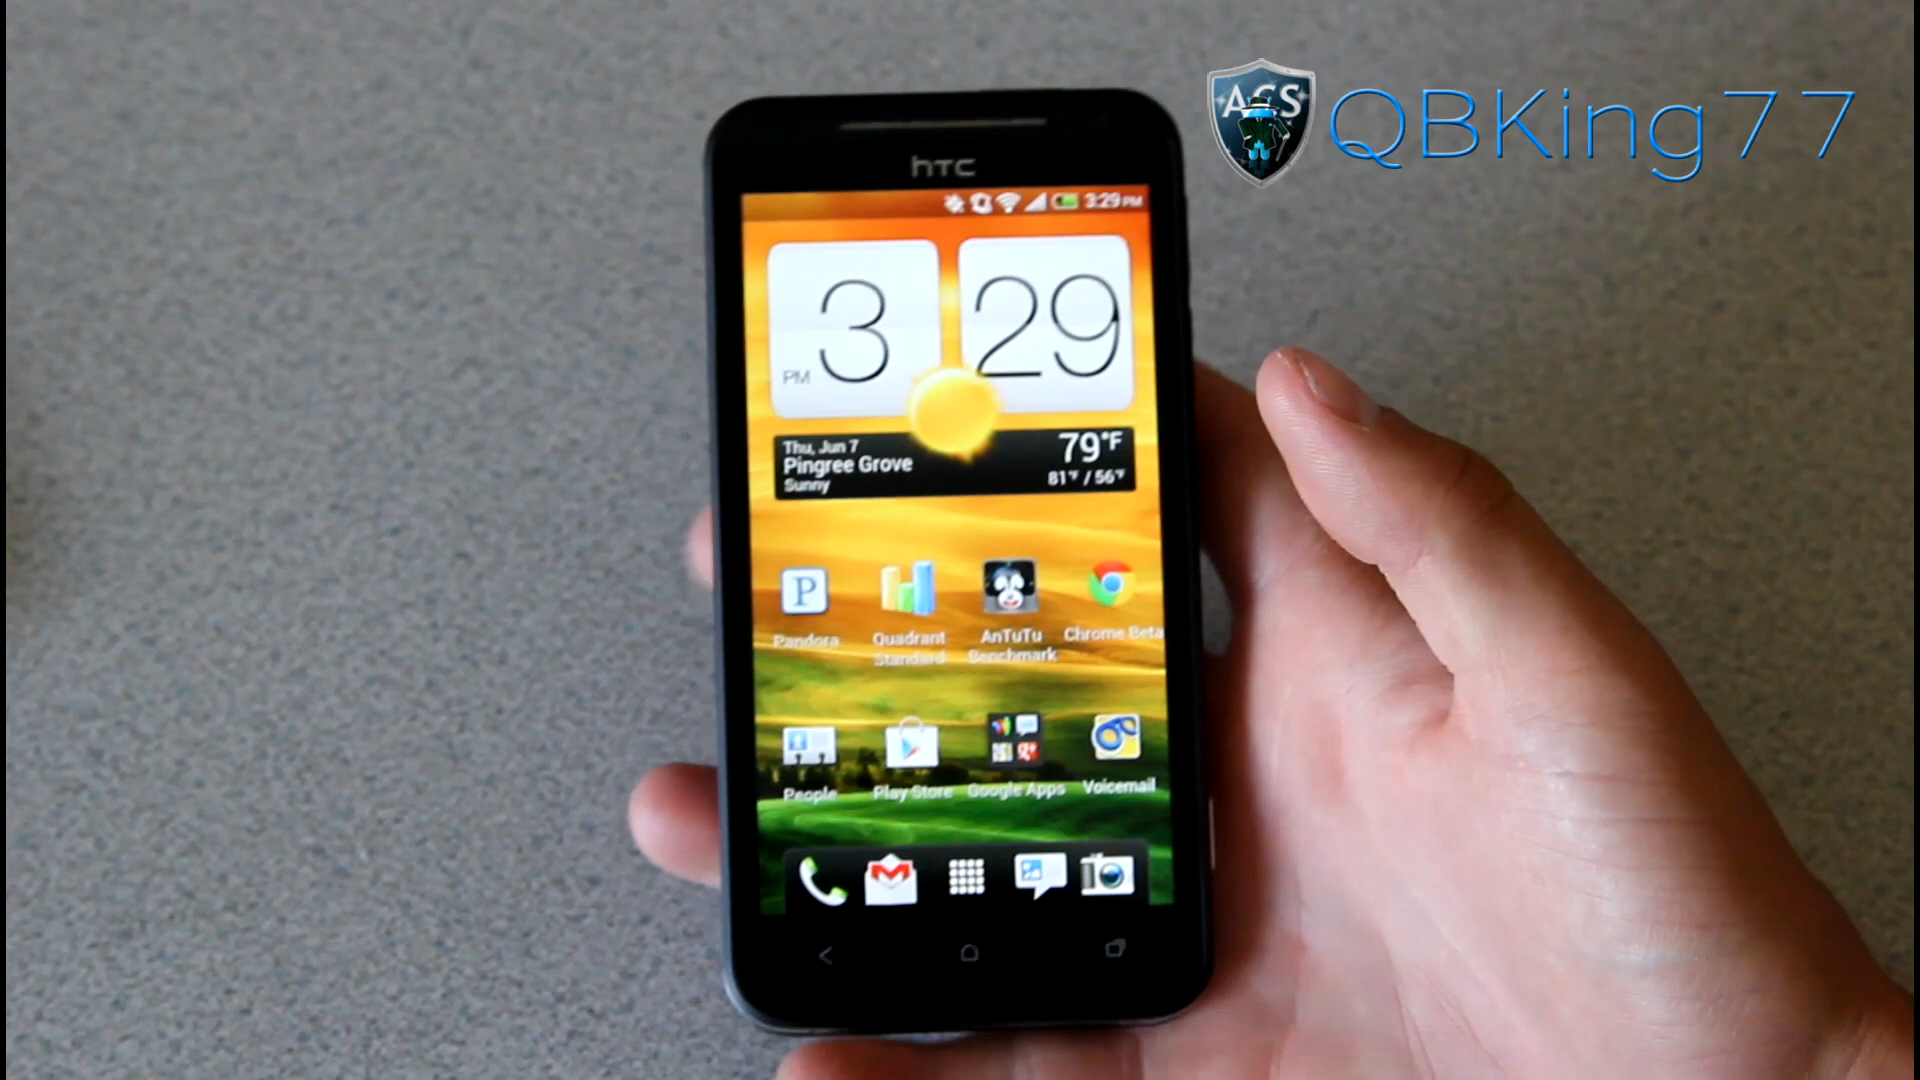 ACS
QBKing77
hTC
3:29 PM
3
29
PM
Thu, Jun 7
79°F
Pingree Grove
Sunny
81°F / 56°F
P
Pandora
Quadrant
Standard
AnTuTu
Benchmark
Chrome Beta
People
Play Store
Google Apps
Voicemail